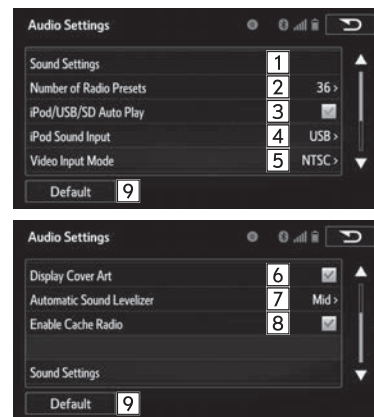 Audio Settings
Sound Settings 1
Number of Radio Presets 2 36 >
iPod/USB/SD Auto Play 3
iPod Sound Input 4 USB >
Video Input Mode 5 NTSC >
Default 9
Audio Settings
Display Cover Art 6
Automatic Sound Levelizer 7 Mid >
Enable Cache Radio 8
Sound Settings
Default 9